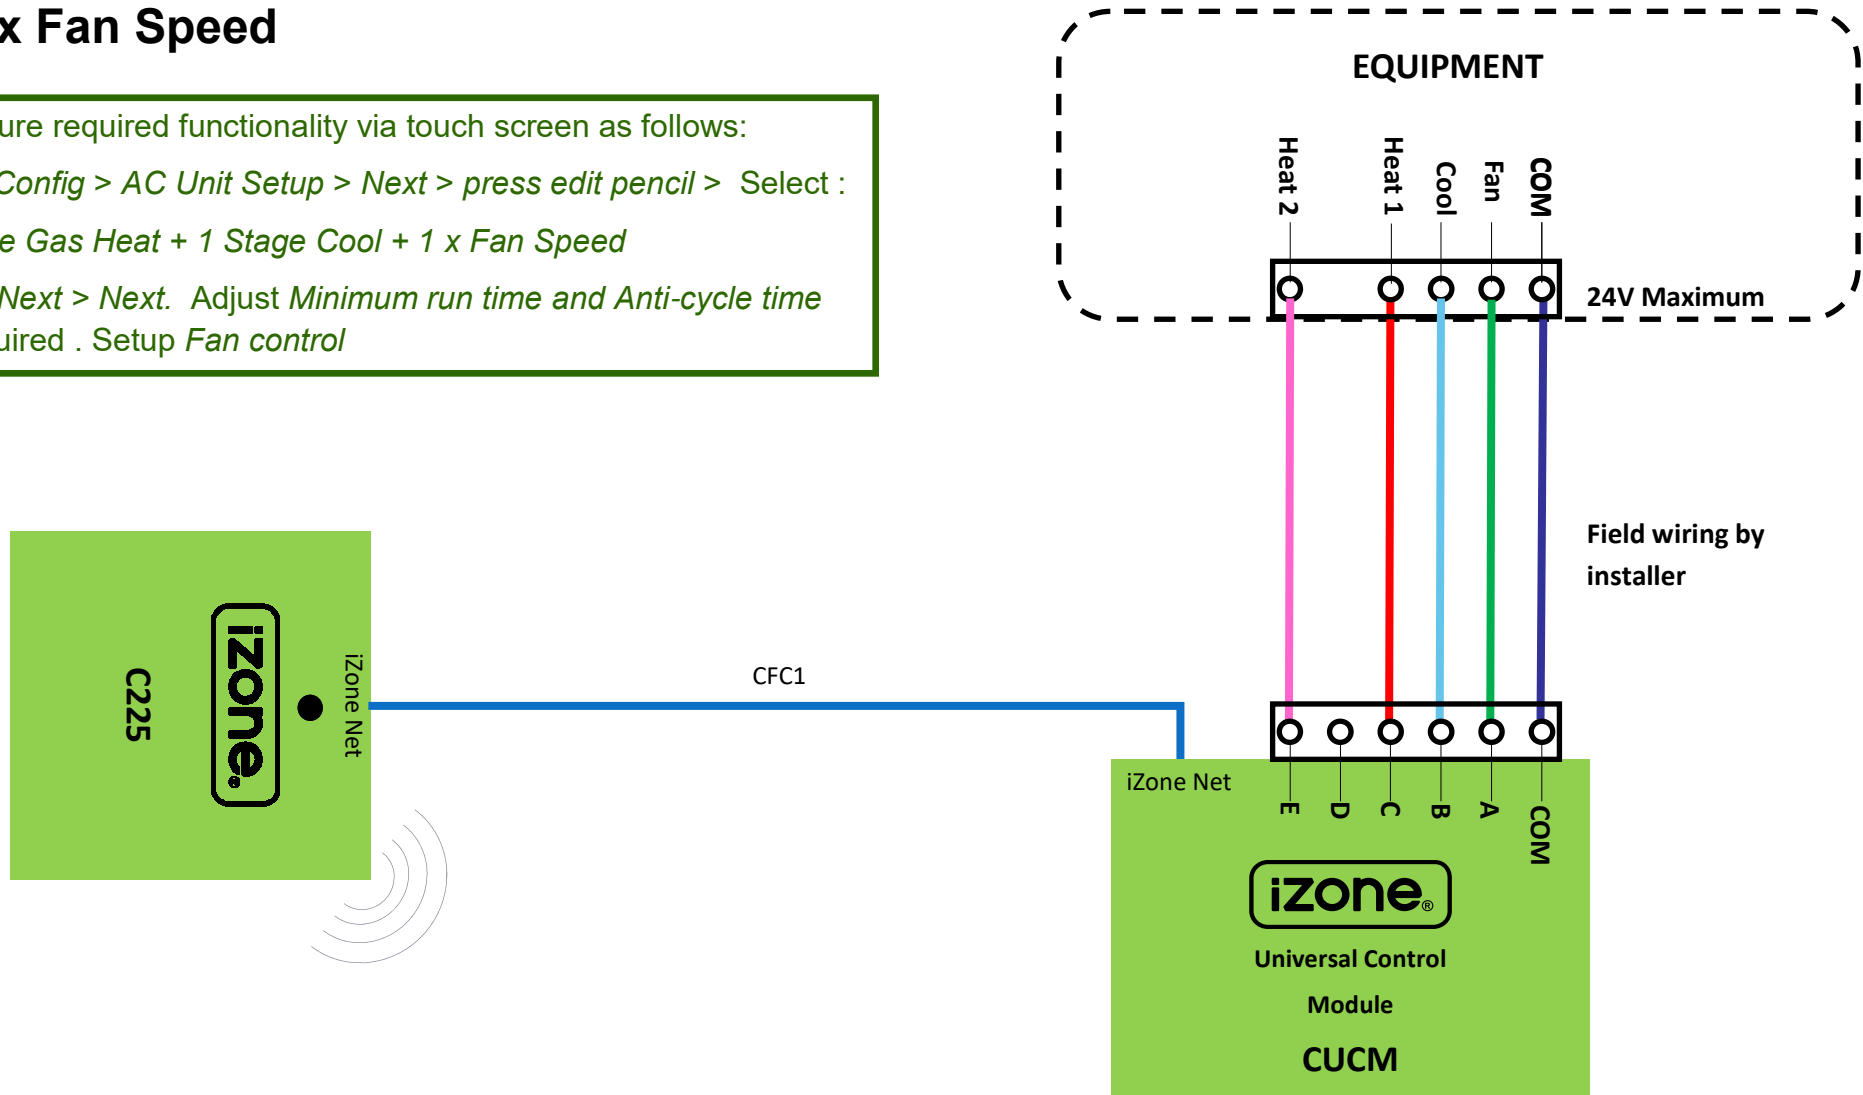 x Fan Speed
ure required functionality via touch screen as follows:
Config > AC Unit Setup > Next > press edit pencil > Select :
e Gas Heat + 1 Stage Cool + 1 x Fan Speed
Next > Next. Adjust Minimum run time and Anti-cycle time
uired . Setup Fan control
EQUIPMENT
Heat 2
Heat 1
Cool
Fan
COM
24V Maximum
Field wiring by
installer
C225
izone®
iZone Net
CFC1
iZone Net
E
D
C
B
A
COM
izone®
Universal Control
Module
CUCM